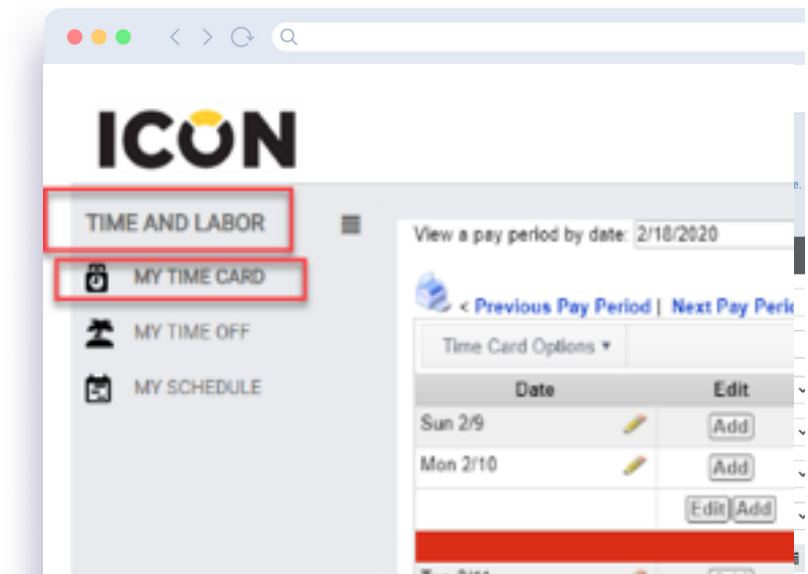 ICON
TIME AND LABOR
MY TIME CARD
MY TIME OFF
MY SCHEDULE
View a pay period by date: 2/18/2020
< Previous Pay Period | Next Pay Perio
Time Card Options ▾
Date Edit
Sun 2/9 Add
Mon 2/10 Add
Edit Add
e.